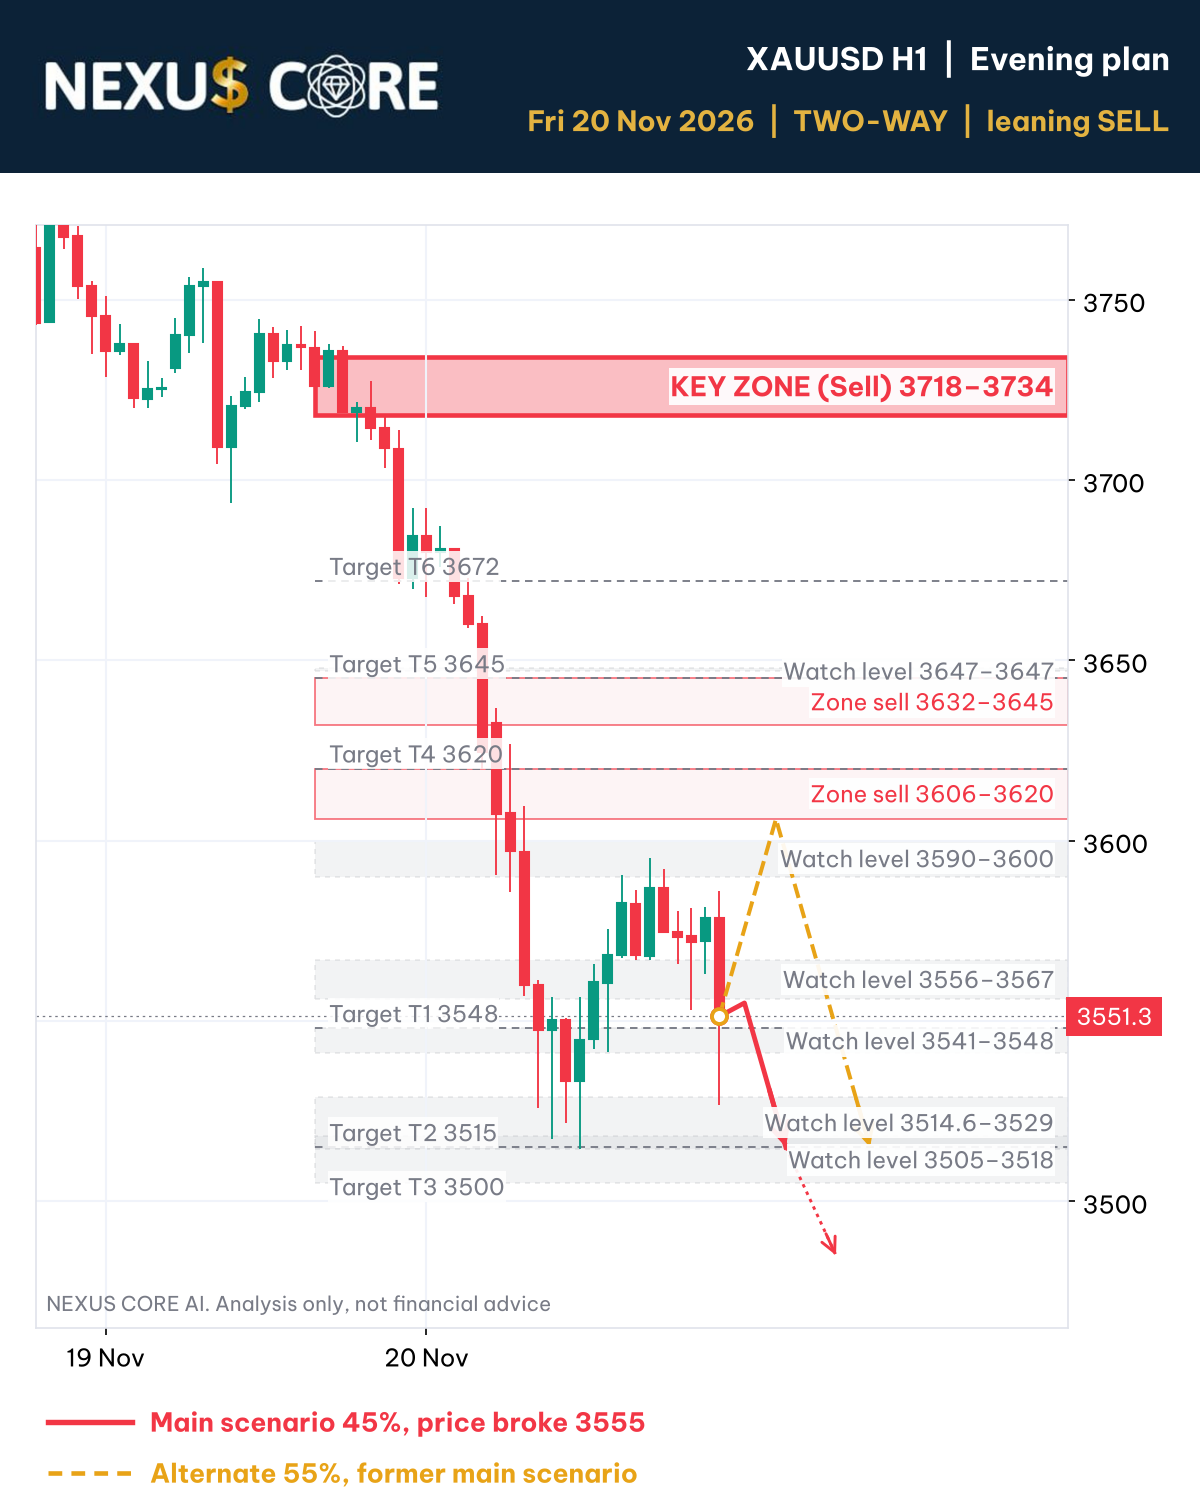 NEXU$ CORE
XAUUSD H1 | Evening plan
Fri 20 Nov 2026 | TWO-WAY | leaning SELL
3750
KEY ZONE (Sell) 3718–3734
3700
Target T6 3672
Target T5 3645
3650
Watch level 3647–3647
Zone sell 3632–3645
Target T4 3620
Zone sell 3606–3620
3600
Watch level 3590–3600
Watch level 3556–3567
Target T1 3548
3551.3
Watch level 3541–3548
Watch level 3514.6–3529
Target T2 3515
Watch level 3505–3518
Target T3 3500
3500
NEXUS CORE AI. Analysis only, not financial advice
19 Nov
20 Nov
Main scenario 45%, price broke 3555
Alternate 55%, former main scenario